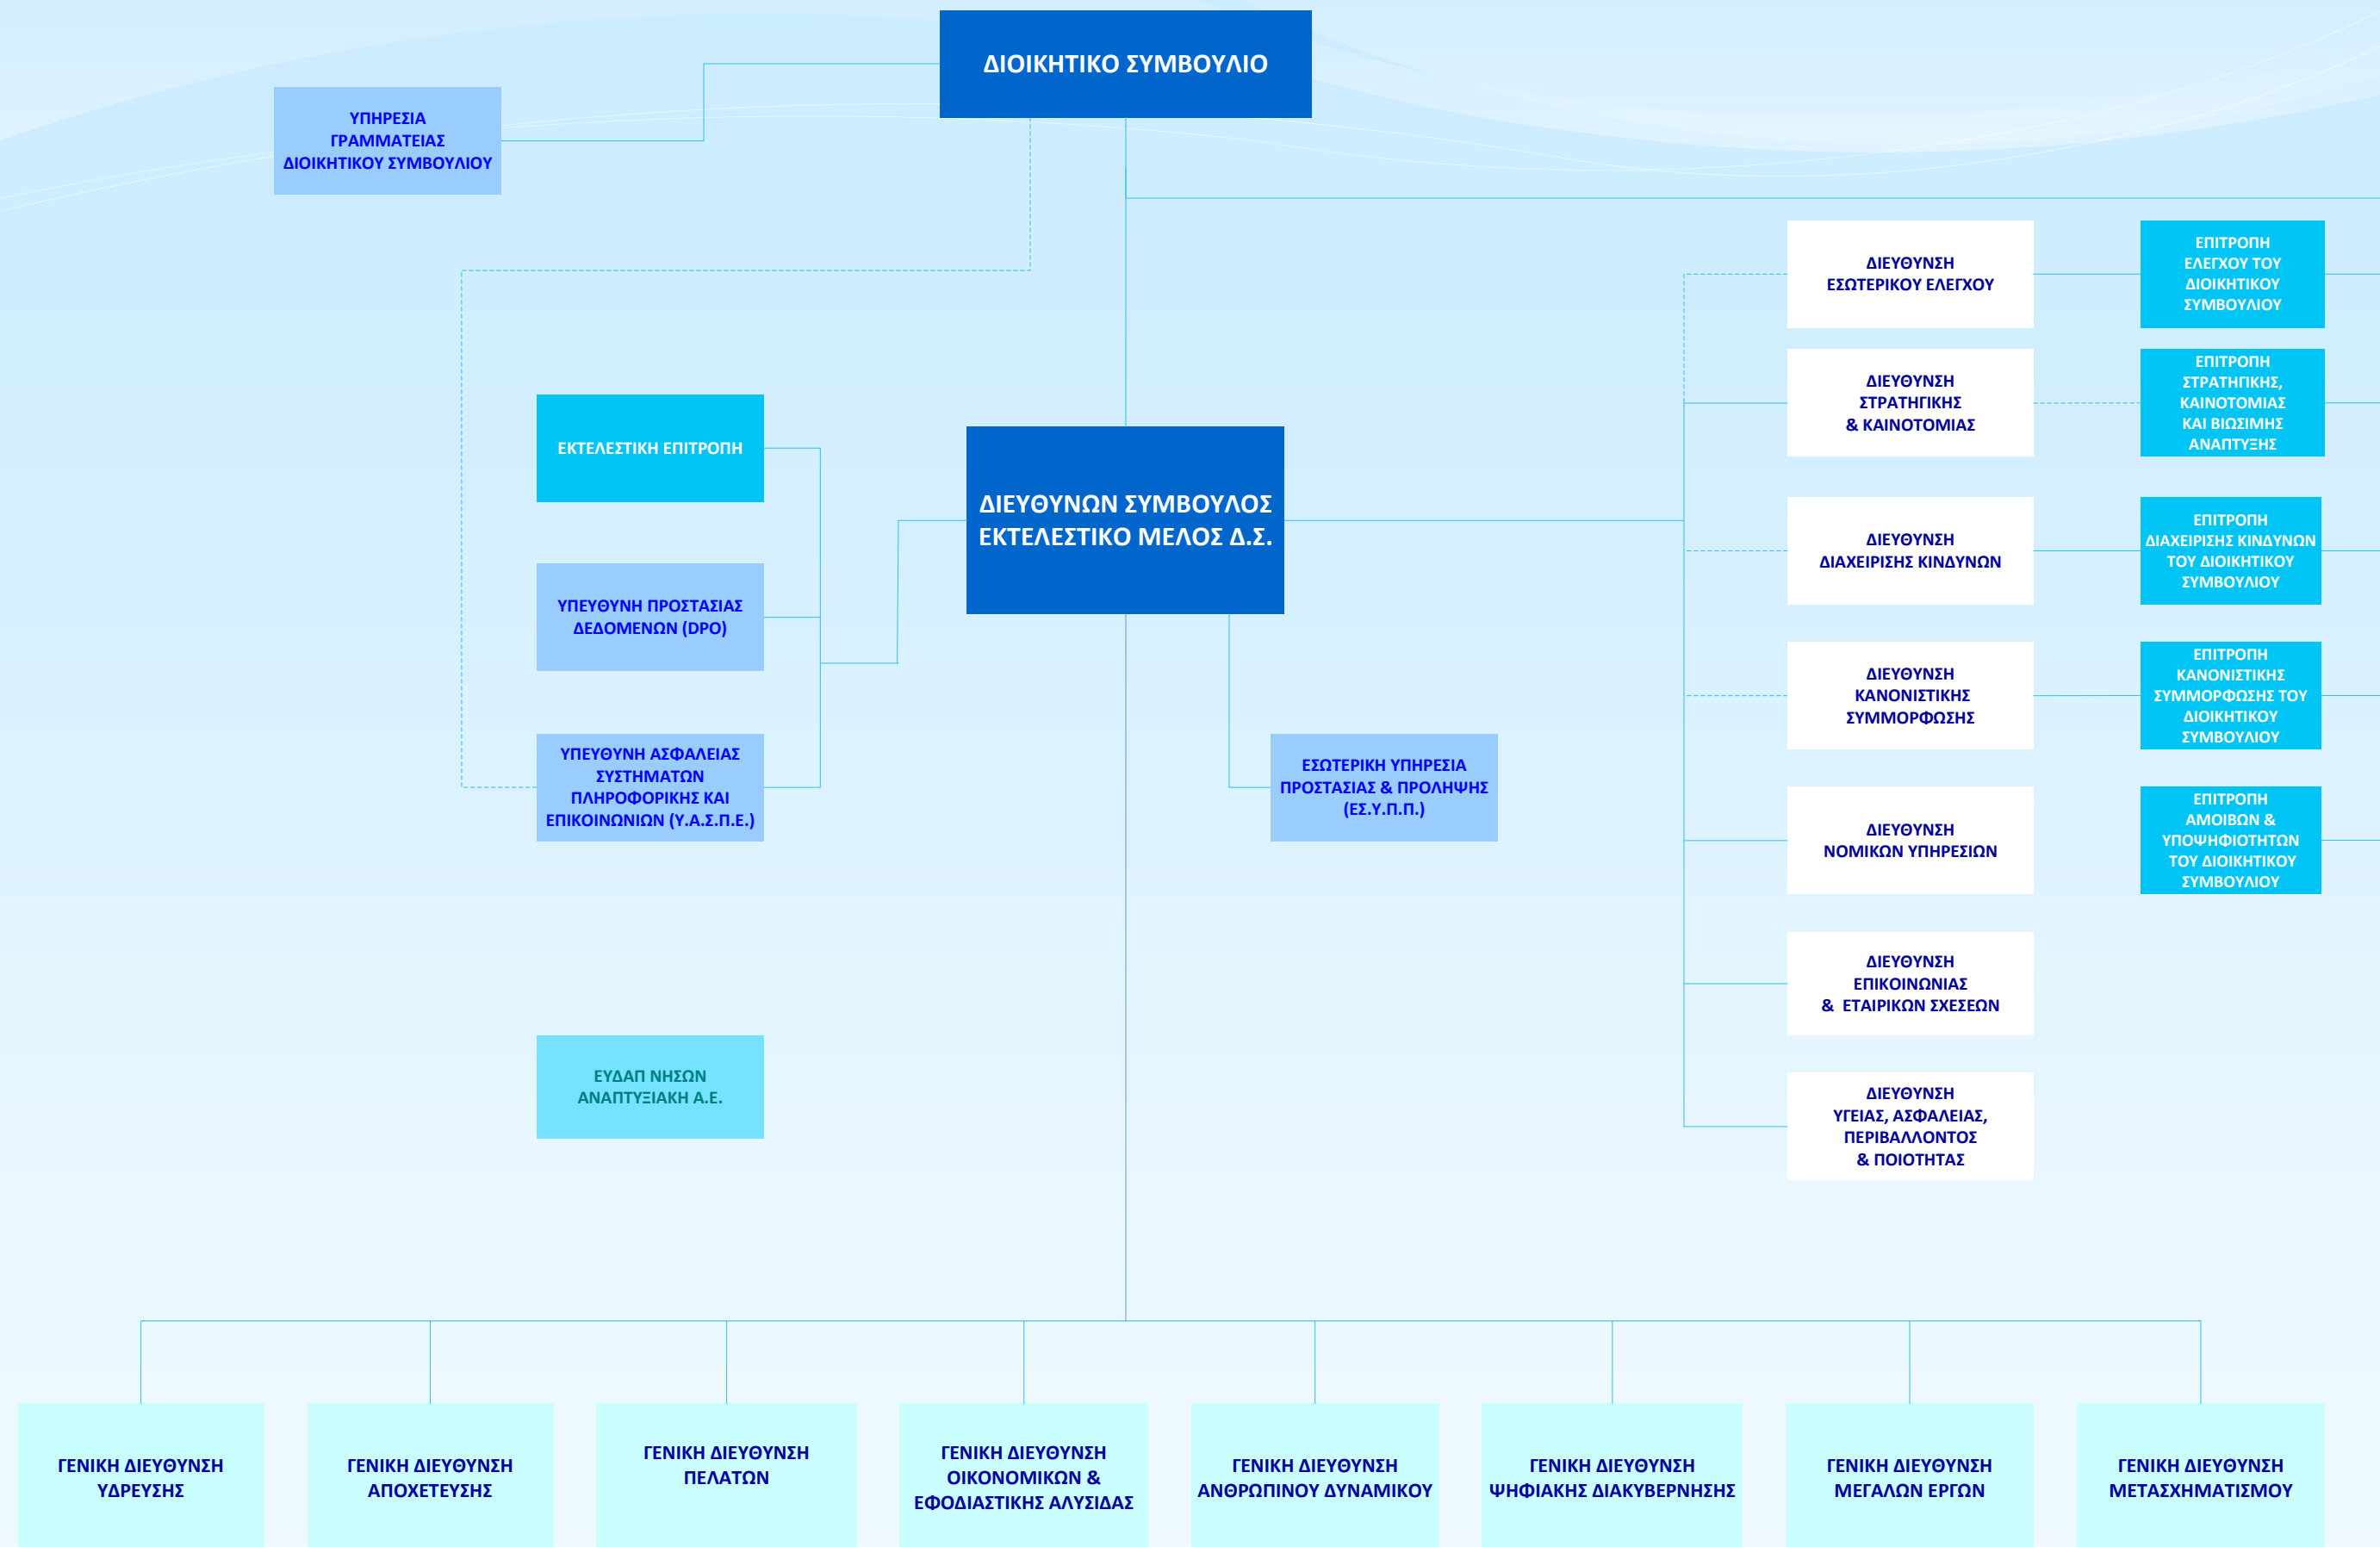 ΔΙΟΙΚΗΤΙΚΟ ΣΥΜΒΟΥΛΙΟ
ΥΠΗΡΕΣΙΑ
ΓΡΑΜΜΑΤΕΙΑΣ
ΔΙΟΙΚΗΤΙΚΟΥ ΣΥΜΒΟΥΛΙΟΥ
ΔΙΕΥΘΥΝΣΗ
ΕΣΩΤΕΡΙΚΟΥ ΕΛΕΓΧΟΥ
ΕΠΙΤΡΟΠΗ
ΕΛΕΓΧΟΥ ΤΟΥ
ΔΙΟΙΚΗΤΙΚΟΥ
ΣΥΜΒΟΥΛΙΟΥ
ΔΙΕΥΘΥΝΣΗ
ΣΤΡΑΤΗΓΙΚΗΣ
& ΚΑΙΝΟΤΟΜΙΑΣ
ΕΠΙΤΡΟΠΗ
ΣΤΡΑΤΗΓΙΚΗΣ,
ΚΑΙΝΟΤΟΜΙΑΣ
ΚΑΙ ΒΙΩΣΙΜΗΣ
ΑΝΑΠΤΥΞΗΣ
ΕΚΤΕΛΕΣΤΙΚΗ ΕΠΙΤΡΟΠΗ
ΔΙΕΥΘΥΝΩΝ ΣΥΜΒΟΥΛΟΣ
ΕΚΤΕΛΕΣΤΙΚΟ ΜΕΛΟΣ Δ.Σ.
ΔΙΕΥΘΥΝΣΗ
ΔΙΑΧΕΙΡΙΣΗΣ ΚΙΝΔΥΝΩΝ
ΕΠΙΤΡΟΠΗ
ΔΙΑΧΕΙΡΙΣΗΣ ΚΙΝΔΥΝΩΝ
ΤΟΥ ΔΙΟΙΚΗΤΙΚΟΥ
ΣΥΜΒΟΥΛΙΟΥ
ΥΠΕΥΘΥΝΗ ΠΡΟΣΤΑΣΙΑΣ
ΔΕΔΟΜΕΝΩΝ (DPO)
ΔΙΕΥΘΥΝΣΗ
ΚΑΝΟΝΙΣΤΙΚΗΣ
ΣΥΜΜΟΡΦΩΣΗΣ
ΕΠΙΤΡΟΠΗ
ΚΑΝΟΝΙΣΤΙΚΗΣ
ΣΥΜΜΟΡΦΩΣΗΣ ΤΟΥ
ΔΙΟΙΚΗΤΙΚΟΥ
ΣΥΜΒΟΥΛΙΟΥ
ΥΠΕΥΘΥΝΗ ΑΣΦΑΛΕΙΑΣ
ΣΥΣΤΗΜΑΤΩΝ
ΠΛΗΡΟΦΟΡΙΚΗΣ ΚΑΙ
ΕΠΙΚΟΙΝΩΝΙΩΝ (Υ.Α.Σ.Π.Ε.)
ΕΣΩΤΕΡΙΚΗ ΥΠΗΡΕΣΙΑ
ΠΡΟΣΤΑΣΙΑΣ & ΠΡΟΛΗΨΗΣ
(ΕΣ.Υ.Π.Π.)
ΔΙΕΥΘΥΝΣΗ
ΝΟΜΙΚΩΝ ΥΠΗΡΕΣΙΩΝ
ΕΠΙΤΡΟΠΗ
ΑΜΟΙΒΩΝ &
ΥΠΟΨΗΦΙΟΤΗΤΩΝ
ΤΟΥ ΔΙΟΙΚΗΤΙΚΟΥ
ΣΥΜΒΟΥΛΙΟΥ
ΔΙΕΥΘΥΝΣΗ
ΕΠΙΚΟΙΝΩΝΙΑΣ
& ΕΤΑΙΡΙΚΩΝ ΣΧΕΣΕΩΝ
ΕΥΔΑΠ ΝΗΣΩΝ
ΑΝΑΠΤΥΞΙΑΚΗ Α.Ε.
ΔΙΕΥΘΥΝΣΗ
ΥΓΕΙΑΣ, ΑΣΦΑΛΕΙΑΣ,
ΠΕΡΙΒΑΛΛΟΝΤΟΣ
& ΠΟΙΟΤΗΤΑΣ
ΓΕΝΙΚΗ ΔΙΕΥΘΥΝΣΗ
ΥΔΡΕΥΣΗΣ
ΓΕΝΙΚΗ ΔΙΕΥΘΥΝΣΗ
ΑΠΟΧΕΤΕΥΣΗΣ
ΓΕΝΙΚΗ ΔΙΕΥΘΥΝΣΗ
ΠΕΛΑΤΩΝ
ΓΕΝΙΚΗ ΔΙΕΥΘΥΝΣΗ
ΟΙΚΟΝΟΜΙΚΩΝ &
ΕΦΟΔΙΑΣΤΙΚΗΣ ΑΛΥΣΙΔΑΣ
ΓΕΝΙΚΗ ΔΙΕΥΘΥΝΣΗ
ΑΝΘΡΩΠΙΝΟΥ ΔΥΝΑΜΙΚΟΥ
ΓΕΝΙΚΗ ΔΙΕΥΘΥΝΣΗ
ΨΗΦΙΑΚΗΣ ΔΙΑΚΥΒΕΡΝΗΣΗΣ
ΓΕΝΙΚΗ ΔΙΕΥΘΥΝΣΗ
ΜΕΓΑΛΩΝ ΕΡΓΩΝ
ΓΕΝΙΚΗ ΔΙΕΥΘΥΝΣΗ
ΜΕΤΑΣΧΗΜΑΤΙΣΜΟΥ